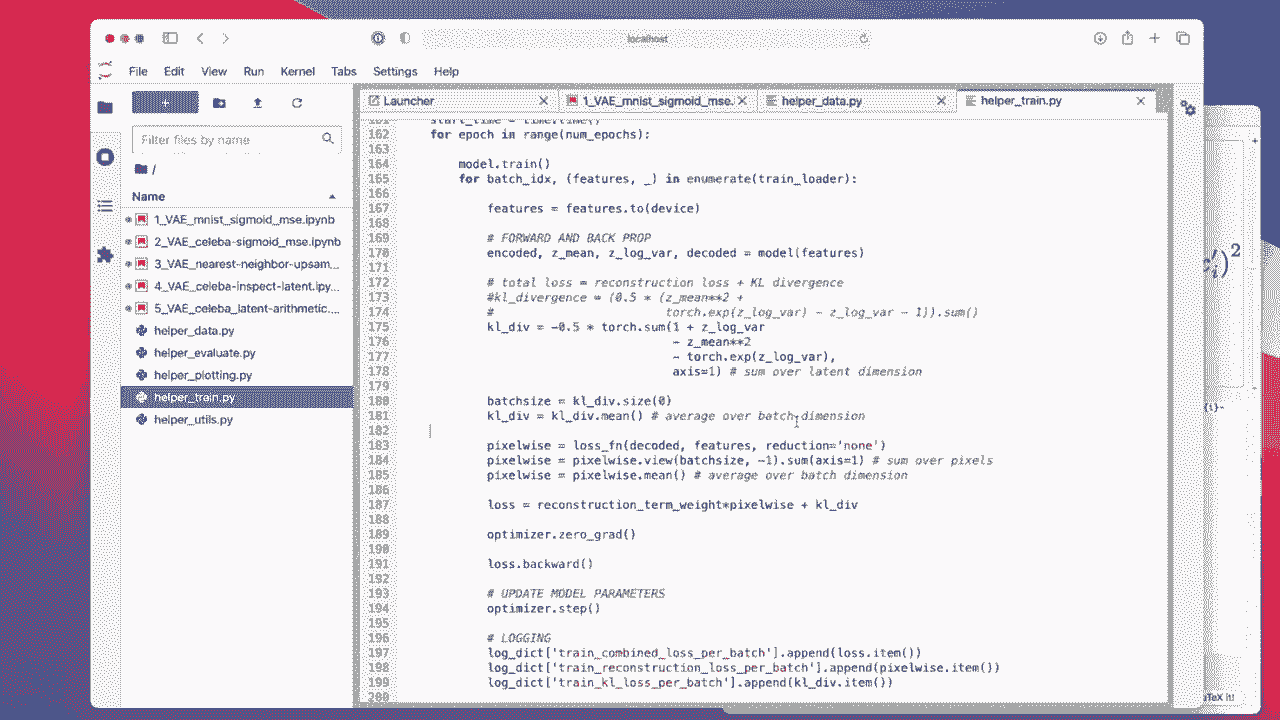 localhost
File Edit View Run Kernel Tabs Settings Help
+
Filter files by name
/
Name
1_VAE_mnist_sigmoid_mse.ipynb
2_VAE_celeba-sigmoid_mse.ipynb
3_VAE_nearest-neighbor-upsam...
4_VAE_celeba-inspect-latent.ipy...
5_VAE_celeba_latent-arithmetic....
helper_data.py
helper_evaluate.py
helper_plotting.py
helper_train.py
helper_utils.py
Launcher 1_VAE_mnist_sigmoid_mse. helper_data.py helper_train.py
161 start_time = time.time()
162 for epoch in range(num_epochs):
163
164 model.train()
165 for batch_idx, (features, _) in enumerate(train_loader):
166
167 features = features.to(device)
168
169 # FORWARD AND BACK PROP
170 encoded, z_mean, z_log_var, decoded = model(features)
171
172 # total loss = reconstruction loss + KL divergence
173 #kl_divergence = (0.5 * (z_mean**2 +
174 # torch.exp(z_log_var) - z_log_var - 1)).sum()
175 kl_div = -0.5 * torch.sum(1 + z_log_var
176 - z_mean**2
177 - torch.exp(z_log_var),
178 axis=1) # sum over latent dimension
179
180 batchsize = kl_div.size(0)
181 kl_div = kl_div.mean() # average over batch dimension
182
183 pixelwise = loss_fn(decoded, features, reduction='none')
184 pixelwise = pixelwise.view(batchsize, -1).sum(axis=1) # sum over pixels
185 pixelwise = pixelwise.mean() # average over batch dimension
186
187 loss = reconstruction_term_weight*pixelwise + kl_div
188
189 optimizer.zero_grad()
190
191 loss.backward()
192
193 # UPDATE MODEL PARAMETERS
194 optimizer.step()
195
196 # LOGGING
197 log_dict['train_combined_loss_per_batch'].append(loss.item())
198 log_dict['train_reconstruction_loss_per_batch'].append(pixelwise.item())
199 log_dict['train_kl_loss_per_batch'].append(kl_div.item())
200